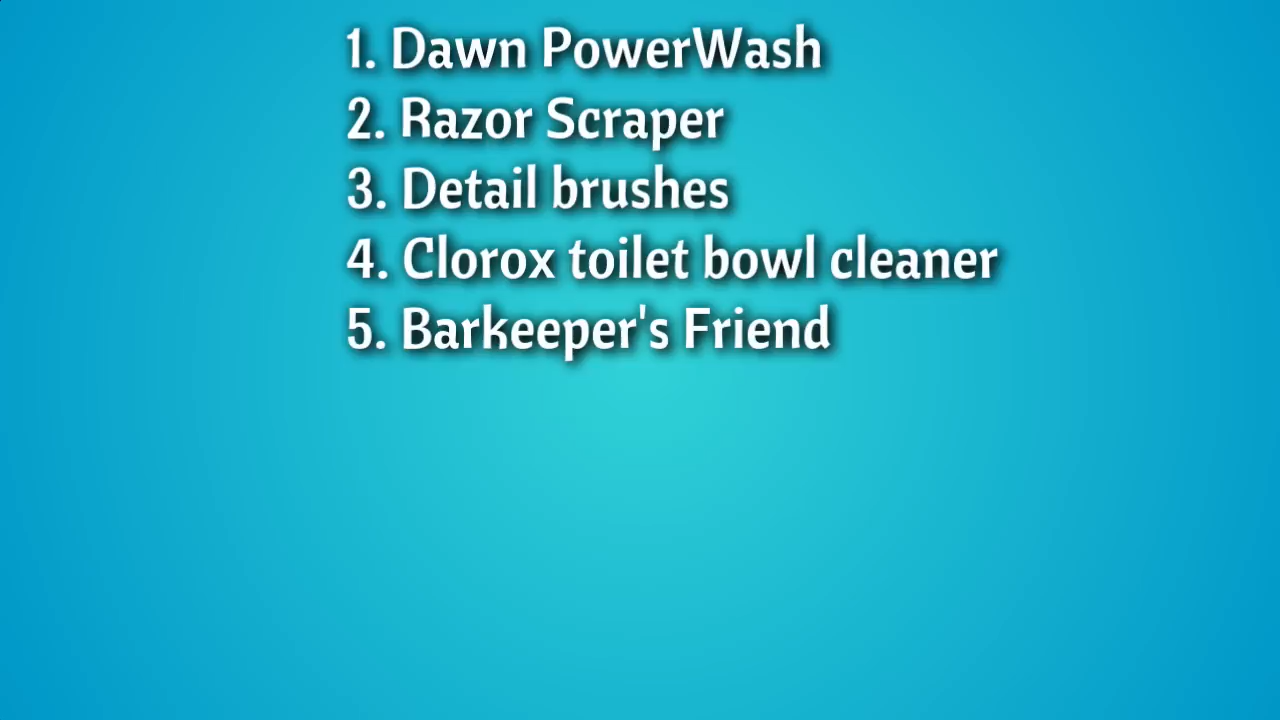 1. Dawn PowerWash
2. Razor Scraper
3. Detail brushes
4. Clorox toilet bowl cleaner
5. Barkeeper's Friend